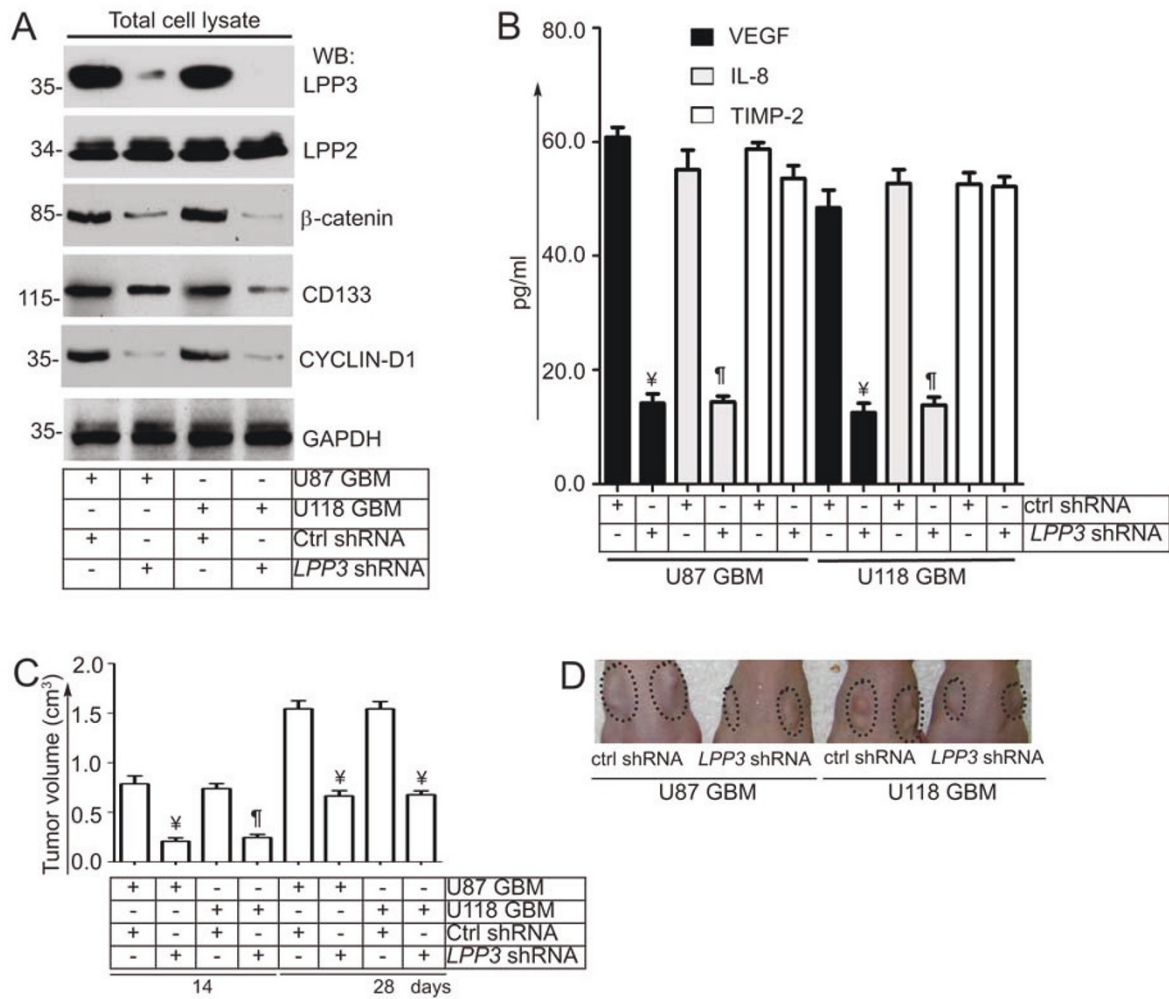 A
Total cell lysate
WB:
35- LPP3
34- LPP2
85- β-catenin
115- CD133
35- CYCLIN-D1
35- GAPDH
+ + - - U87 GBM
- - + + U118 GBM
+ - + - Ctrl shRNA
- + - + LPP3 shRNA
B
80.0
60.0
40.0
20.0
0.0
pg/ml
VEGF
IL-8
TIMP-2
¥ ¶ ¥ ¶
+ - + - + - + - + - + - ctrl shRNA
- + - + - + - + - + - + LPP3 shRNA
U87 GBM U118 GBM
C
Tumor volume (cm³)
2.0
1.5
1.0
0.5
0.0
¥ ¶ ¥ ¥
+ + - - + + - - U87 GBM
- - + + - - + + U118 GBM
+ - + - + - + - Ctrl shRNA
- + - + - + - + LPP3 shRNA
14 28 days
D
ctrl shRNA LPP3 shRNA ctrl shRNA LPP3 shRNA
U87 GBM U118 GBM